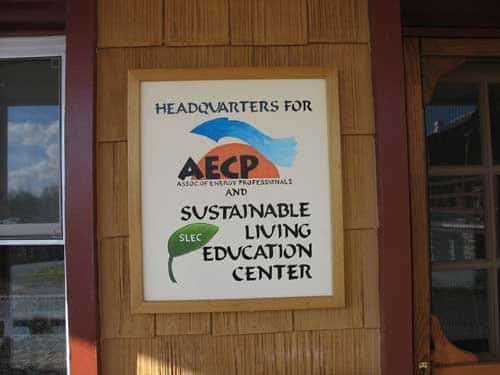 HEADQUARTERS FOR
AECP
ASSOC. OF ENERGY PROFESSIONALS
AND
SUSTAINABLE
LIVING
SLEC
EDUCATION
CENTER